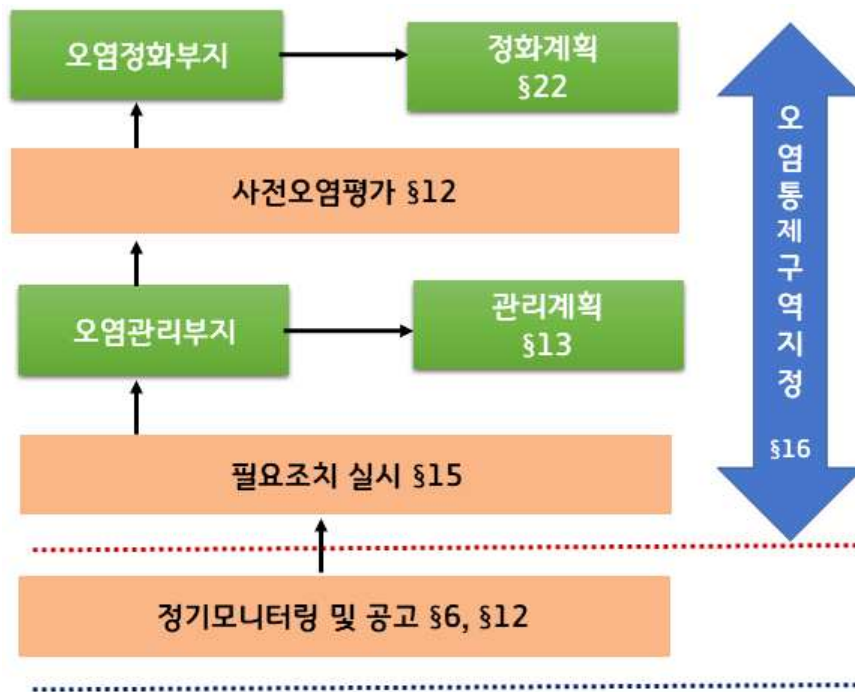 오염정화부지
정화계획
§22
사전오염평가 §12
오염관리부지
관리계획
§13
필요조치 실시 §15
정기모니터링 및 공고 §6, §12
오
염
통
제
구
역
지
정
§16